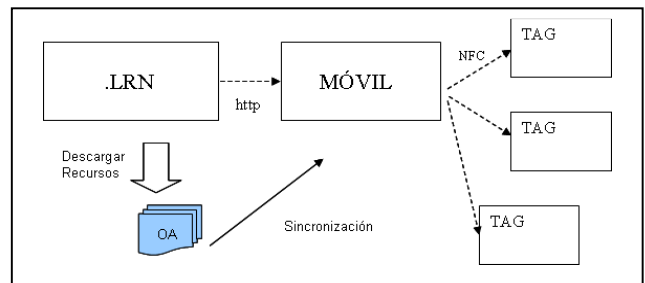 TAG
NFC
.LRN
MÓVIL
http
TAG
Descargar
Recursos
OA
Sincronización
TAG